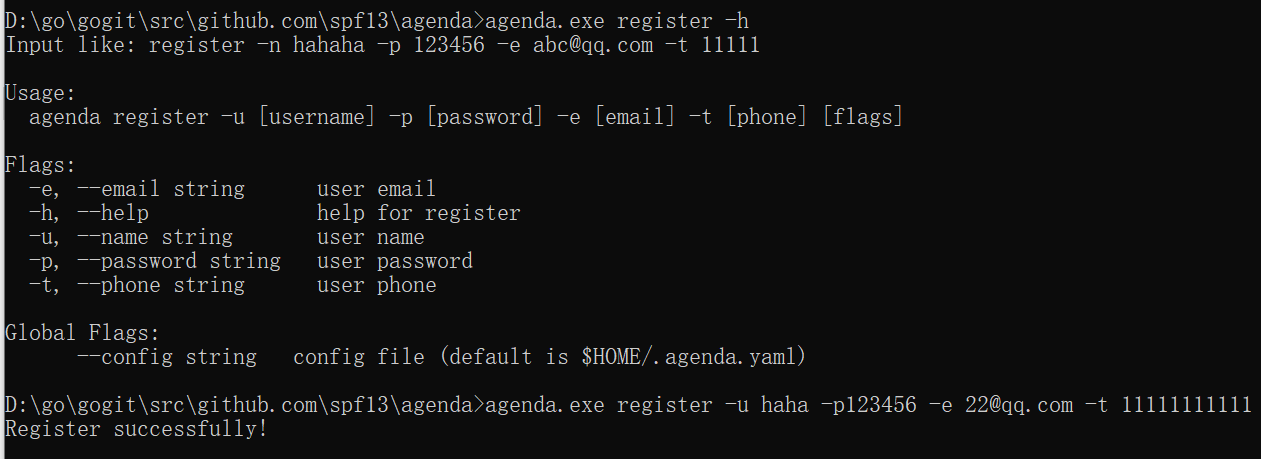 D:\go\gogit\src\github.com\spf13\agenda>agenda.exe register -h
Input like: register -n hahaha -p 123456 -e abc@qq.com -t 11111
Usage:
agenda register -u [username] -p [password] -e [email] -t [phone] [flags]
Flags:
-e, --email string user email
-h, --help help for register
-u, --name string user name
-p, --password string user password
-t, --phone string user phone
Global Flags:
--config string config file (default is $HOME/.agenda.yaml)
D:\go\gogit\src\github.com\spf13\agenda>agenda.exe register -u haha -p123456 -e 22@qq.com -t 11111111111
Register successfully!